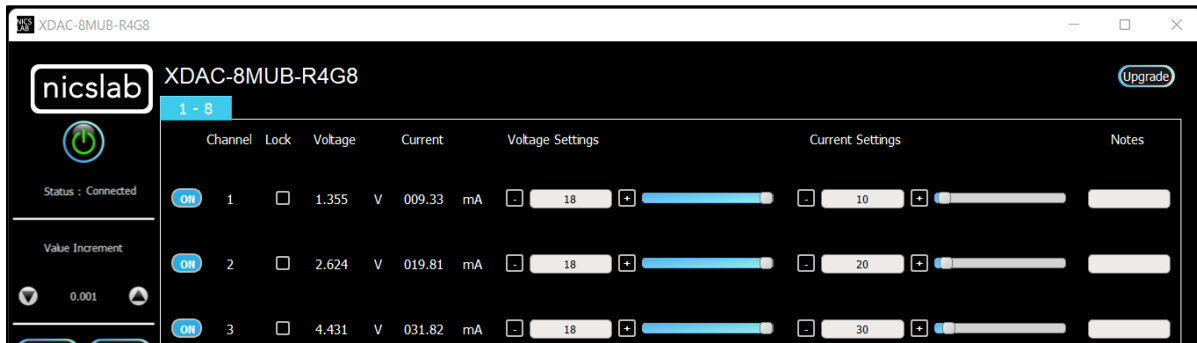 NICS LAB XDAC-8MUB-R4G8
nicslab
XDAC-8MUB-R4G8
Upgrade
1 - 8
Channel Lock Voltage Current Voltage Settings Current Settings Notes
Status : Connected
ON 1 1.355 V 009.33 mA - 18 + - 10 +
Value Increment
ON 2 2.624 V 019.81 mA - 18 + - 20 +
0.001
ON 3 4.431 V 031.82 mA - 18 + - 30 +